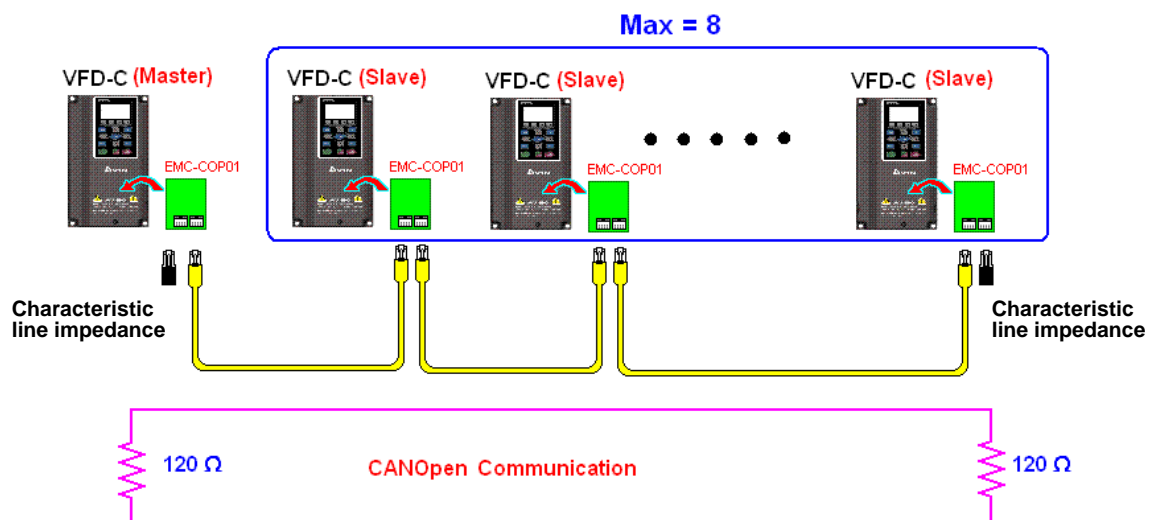 Max = 8
VFD-C (Master)
VFD-C (Slave)
VFD-C (Slave)
VFD-C (Slave)
EMC-COP01
EMC-COP01
EMC-COP01
EMC-COP01
Characteristic
line impedance
Characteristic
line impedance
120 Ω
CANOpen Communication
120 Ω